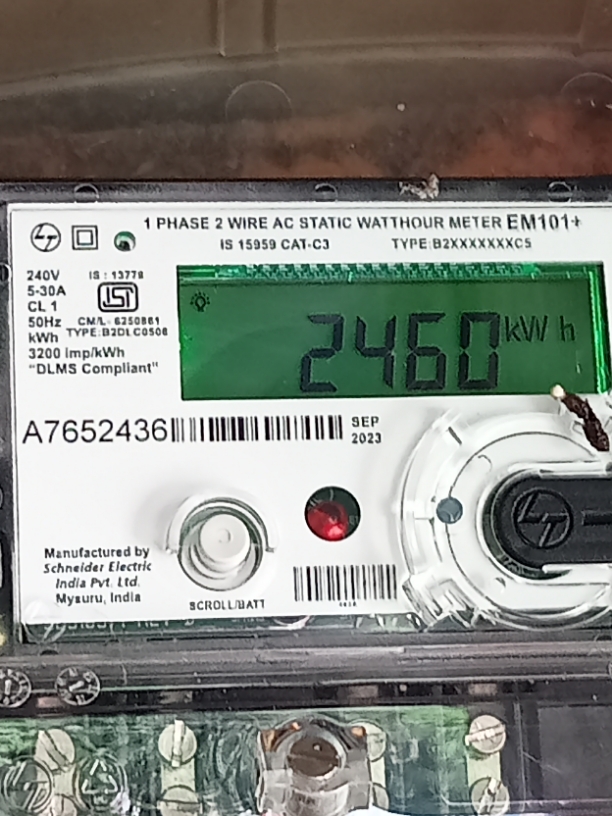 1 PHASE 2 WIRE AC STATIC WATTHOUR METER EM101+
IS 15959 CAT-C3 TYPE:B2XXXXXXXC5
240V IS : 13779
5-30A
CL 1
50Hz CM/L- 6250861
kWh TYPE:B2DLC0508
3200 imp/kWh
"DLMS Compliant"
2460 kW h
A7652436
SEP
2023
LT
Manufactured by
Schneider Electric
India Pvt. Ltd.
Mysuru, India
SCROLL/BATT